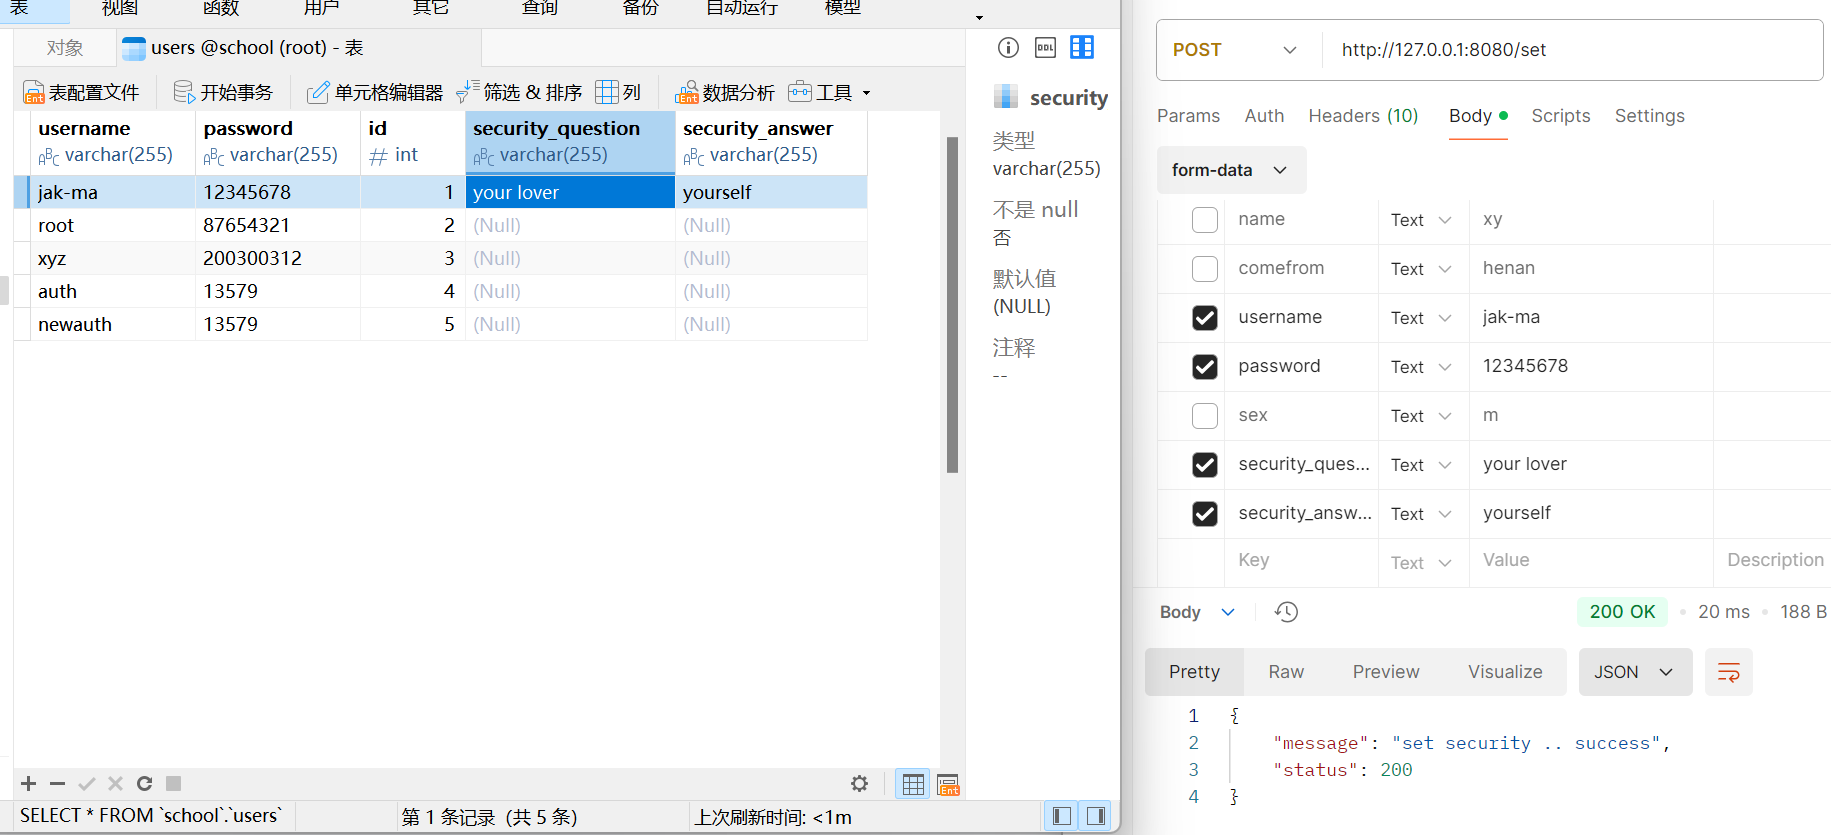 表 视图 函数 用户 其它 查询 备份 自动运行 模型
对象 users @school (root) - 表
表配置文件 开始事务 单元格编辑器 筛选 & 排序 列 数据分析 工具
username password id security_question security_answer
varchar(255) varchar(255) # int varchar(255) varchar(255)
jak-ma 12345678 1 your lover yourself
root 87654321 2 (Null) (Null)
xyz 200300312 3 (Null) (Null)
auth 13579 4 (Null) (Null)
newauth 13579 5 (Null) (Null)
SELECT * FROM `school`.`users` 第 1 条记录 (共 5 条) 上次刷新时间: <1m
DDL
security
类型
varchar(255)
不是 null
否
默认值
(NULL)
注释
--
POST http://127.0.0.1:8080/set
Params Auth Headers (10) Body Scripts Settings
form-data
name Text xy
comefrom Text henan
username Text jak-ma
password Text 12345678
sex Text m
security_ques... Text your lover
security_answ... Text yourself
Key Text Value Description
Body 200 OK 20 ms 188 B
Pretty Raw Preview Visualize JSON
1 {
2 "message": "set security .. success",
3 "status": 200
4 }